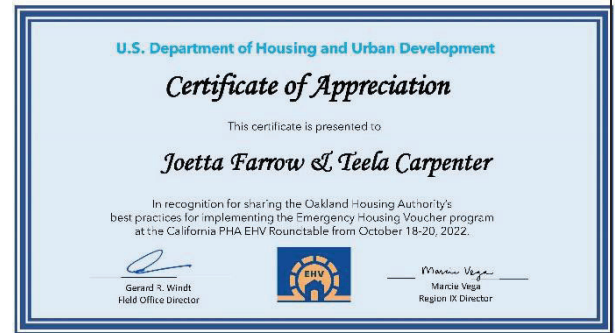 U.S. Department of Housing and Urban Development
Certificate of Appreciation
This certificate is presented to
Joetta Farrow & Teela Carpenter
In recognition for sharing the Oakland Housing Authority's
best practices for implementing the Emergency Housing Voucher program
at the California PHA EHV Roundtable from October 18-20, 2022.
EHV
Marcie Vega
Gerard R. Windt
Field Office Director
Marcie Vega
Region IX Director